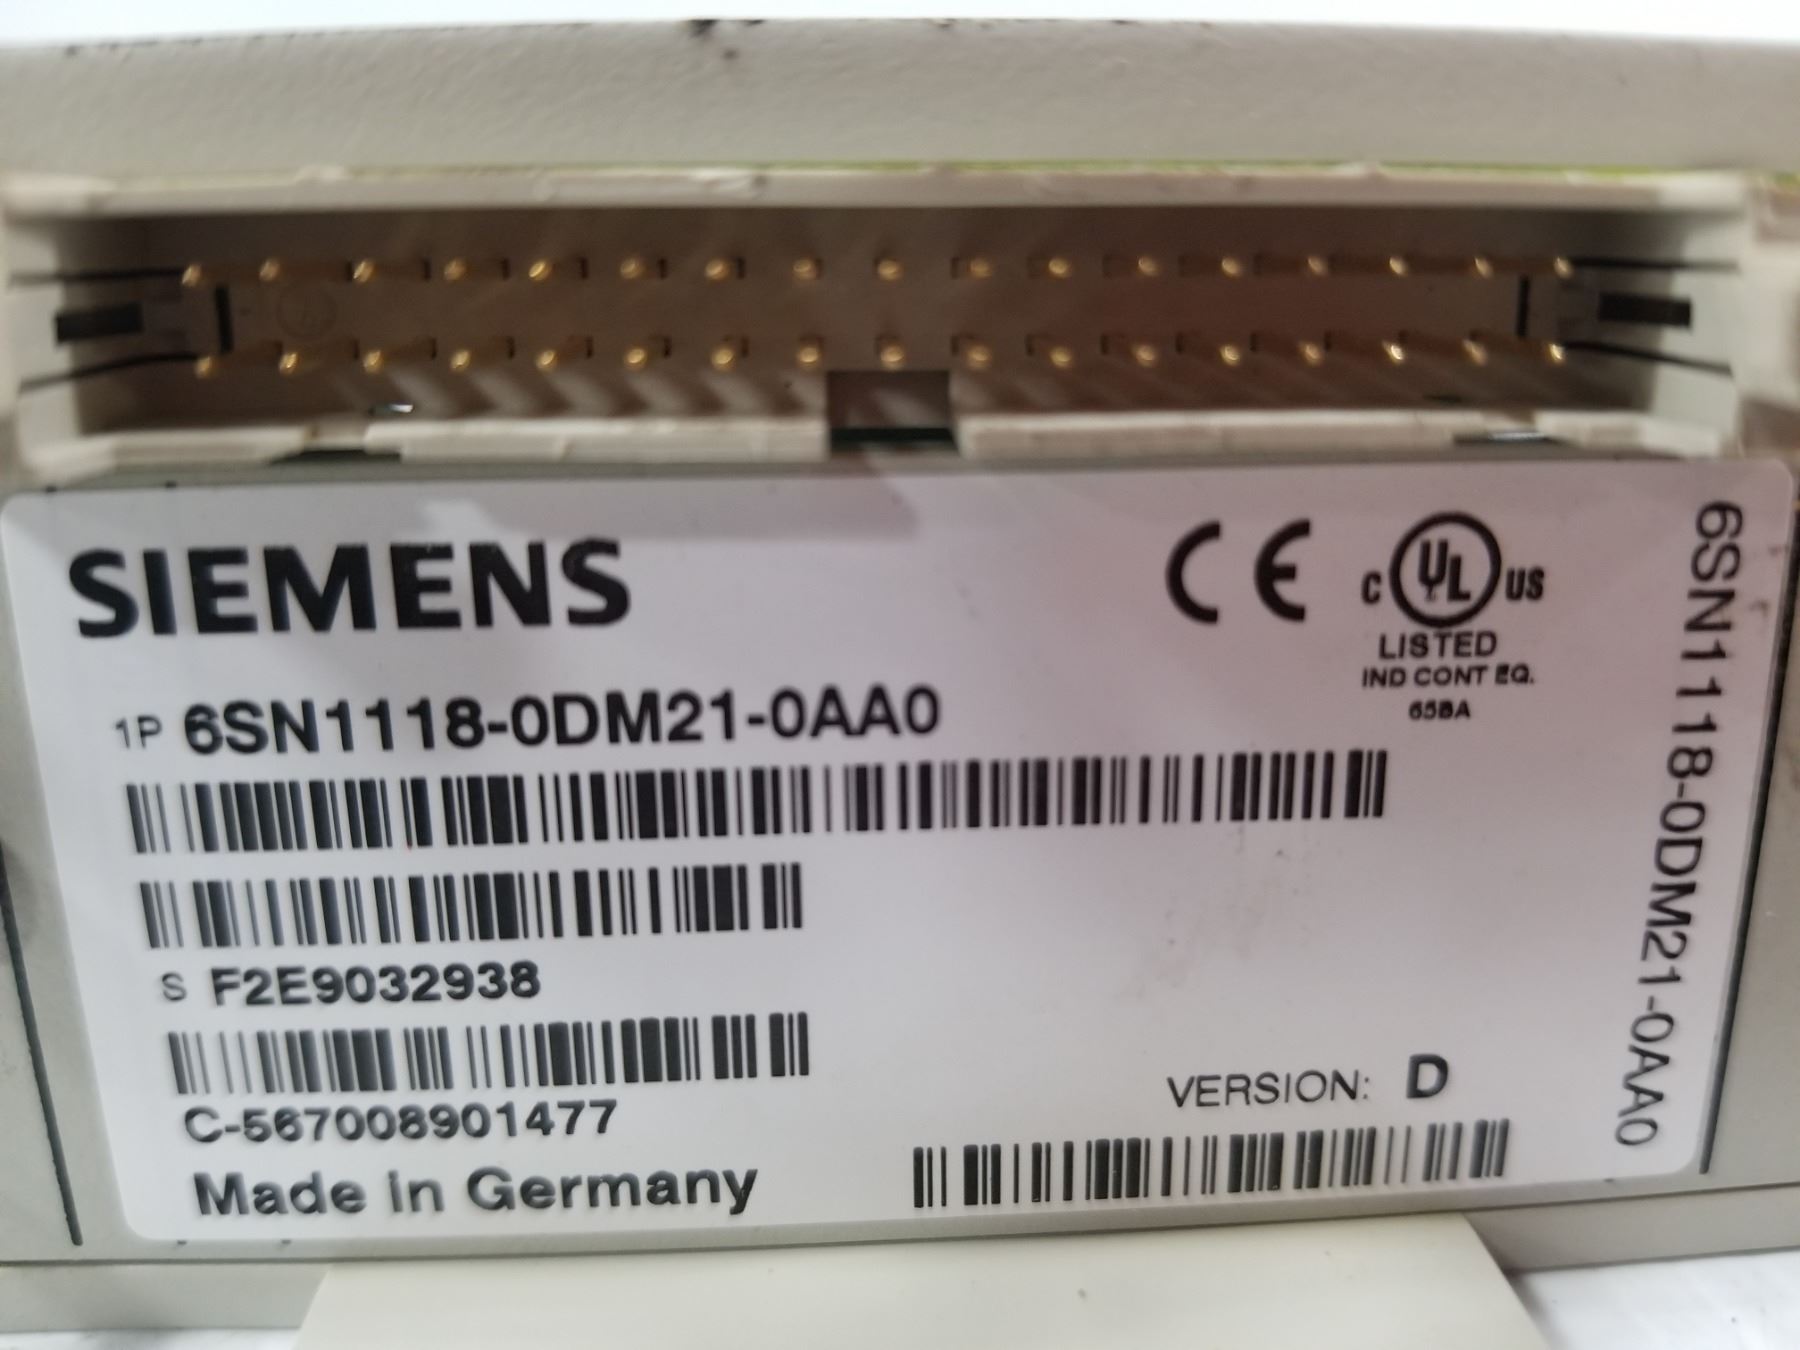 SIEMENS
CE
C UL US
LISTED
IND CONT EQ.
65BA
1P 6SN1118-0DM21-0AA0
S F2E9032938
C-567008901477
Made in Germany
VERSION: D
6SN1118-0DM21-0AA0